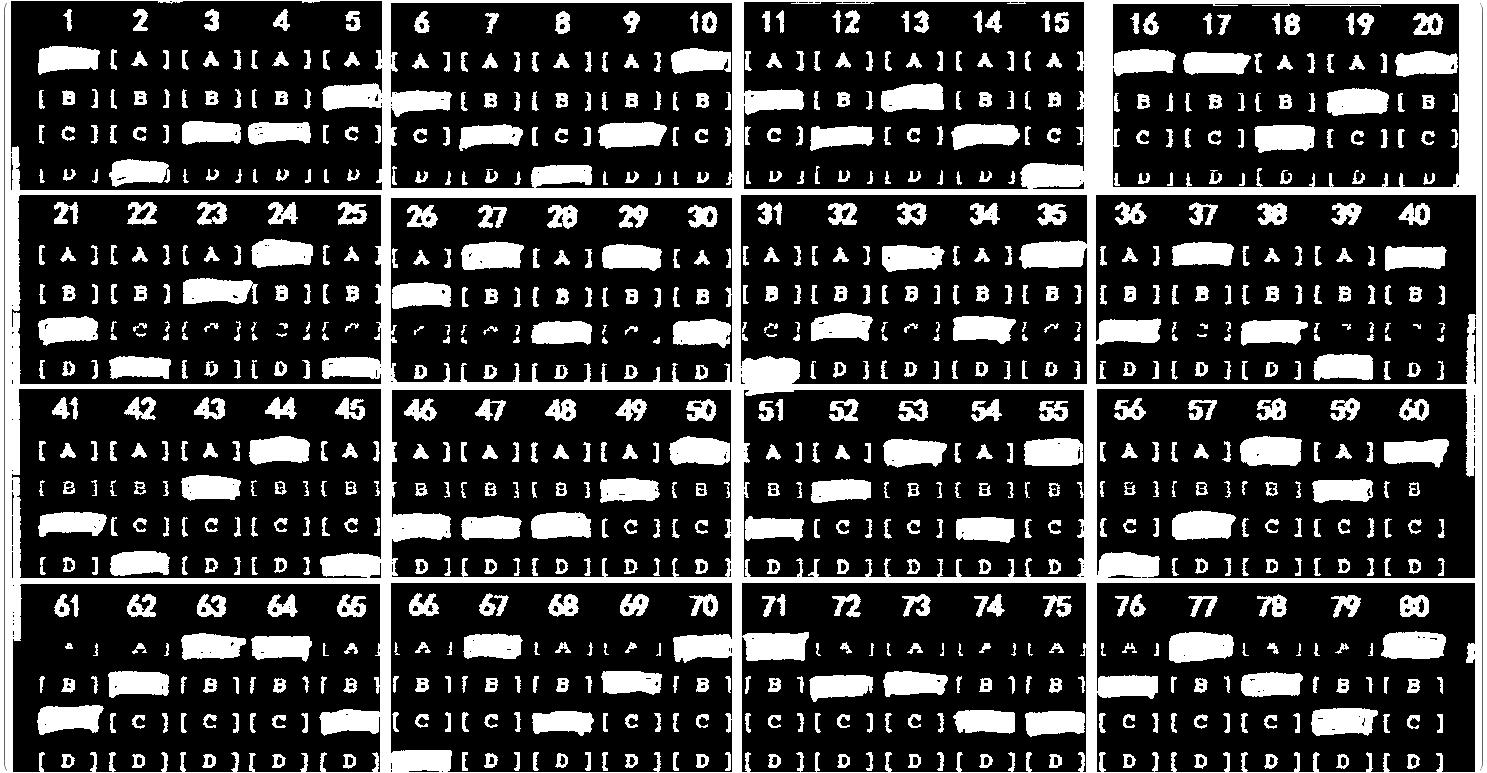 1 2 3 4 5 6 7 8 9 10 11 12 13 14 15 16 17 18 19 20
[A] [A] [A] [A] [A] [A] [A] [A] [A] [A] [A] [A] [A] [A] [A]
[B] [B] [B] [B] [B] [B] [B] [B] [B] [B] [B] [B] [B] [B] [B]
[C] [C] [C] [C] [C] [C] [C] [C] [C] [C] [C] [C] [C]
[D] [D] [D] [D] [D] [D] [D] [D] [D] [D] [D] [D] [D] [D] [D] [D] [D]
21 22 23 24 25 26 27 28 29 30 31 32 33 34 35 36 37 38 39 40
[A] [A] [A] [A] [A] [A] [A] [A] [A] [A] [A] [A] [A]
[B] [B] [B] [B] [B] [B] [B] [B] [B] [B] [B] [B] [B] [B] [B] [B] [B] [B]
[C] [C] [C] [C] [C] [C] [C] [C] [C] [C] [C] [C] [C]
[D] [D] [D] [D] [D] [D] [D] [D] [D] [D] [D] [D] [D] [D] [D] [D]
41 42 43 44 45 46 47 48 49 50 51 52 53 54 55 56 57 58 59 60
[A] [A] [A] [A] [A] [A] [A] [A] [A] [A] [A] [A] [A] [A]
[B] [B] [B] [B] [B] [B] [B] [B] [B] [B] [B] [B] [B] [B] [B] [B]
[C] [C] [C] [C] [C] [C] [C] [C] [C] [C] [C] [C] [C]
[D] [D] [D] [D] [D] [D] [D] [D] [D] [D] [D] [D] [D] [D] [D] [D] [D]
61 62 63 64 65 66 67 68 69 70 71 72 73 74 75 76 77 78 79 80
[A] [A] [A] [A] [A] [A] [A] [A] [A] [A] [A] [A] [A]
[B] [B] [B] [B] [B] [B] [B] [B] [B] [B] [B] [B] [B] [B]
[C] [C] [C] [C] [C] [C] [C] [C] [C] [C] [C] [C] [C] [C]
[D] [D] [D] [D] [D] [D] [D] [D] [D] [D] [D] [D] [D] [D] [D] [D] [D] [D] [D]